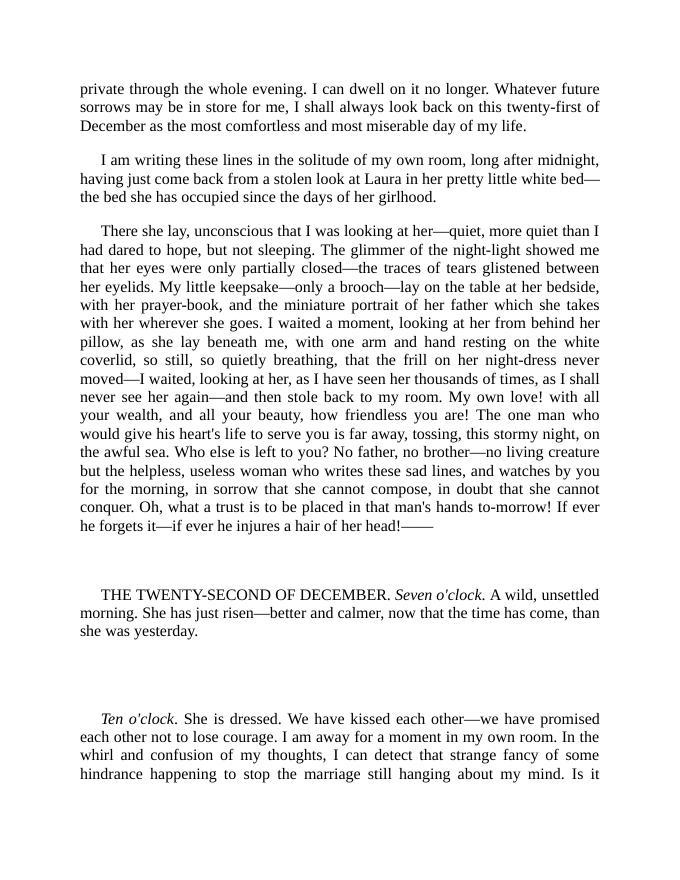 private through the whole evening. I can dwell on it no longer. Whatever future
sorrows may be in store for me, I shall always look back on this twenty-first of
December as the most comfortless and most miserable day of my life.
I am writing these lines in the solitude of my own room, long after midnight,
having just come back from a stolen look at Laura in her pretty little white bed—
the bed she has occupied since the days of her girlhood.
There she lay, unconscious that I was looking at her—quiet, more quiet than I
had dared to hope, but not sleeping. The glimmer of the night-light showed me
that her eyes were only partially closed—the traces of tears glistened between
her eyelids. My little keepsake—only a brooch—lay on the table at her bedside,
with her prayer-book, and the miniature portrait of her father which she takes
with her wherever she goes. I waited a moment, looking at her from behind her
pillow, as she lay beneath me, with one arm and hand resting on the white
coverlid, so still, so quietly breathing, that the frill on her night-dress never
moved—I waited, looking at her, as I have seen her thousands of times, as I shall
never see her again—and then stole back to my room. My own love! with all
your wealth, and all your beauty, how friendless you are! The one man who
would give his heart's life to serve you is far away, tossing, this stormy night, on
the awful sea. Who else is left to you? No father, no brother—no living creature
but the helpless, useless woman who writes these sad lines, and watches by you
for the morning, in sorrow that she cannot compose, in doubt that she cannot
conquer. Oh, what a trust is to be placed in that man's hands to-morrow! If ever
he forgets it—if ever he injures a hair of her head!——
THE TWENTY-SECOND OF DECEMBER. Seven o'clock. A wild, unsettled
morning. She has just risen—better and calmer, now that the time has come, than
she was yesterday.
Ten o'clock. She is dressed. We have kissed each other—we have promised
each other not to lose courage. I am away for a moment in my own room. In the
whirl and confusion of my thoughts, I can detect that strange fancy of some
hindrance happening to stop the marriage still hanging about my mind. Is it